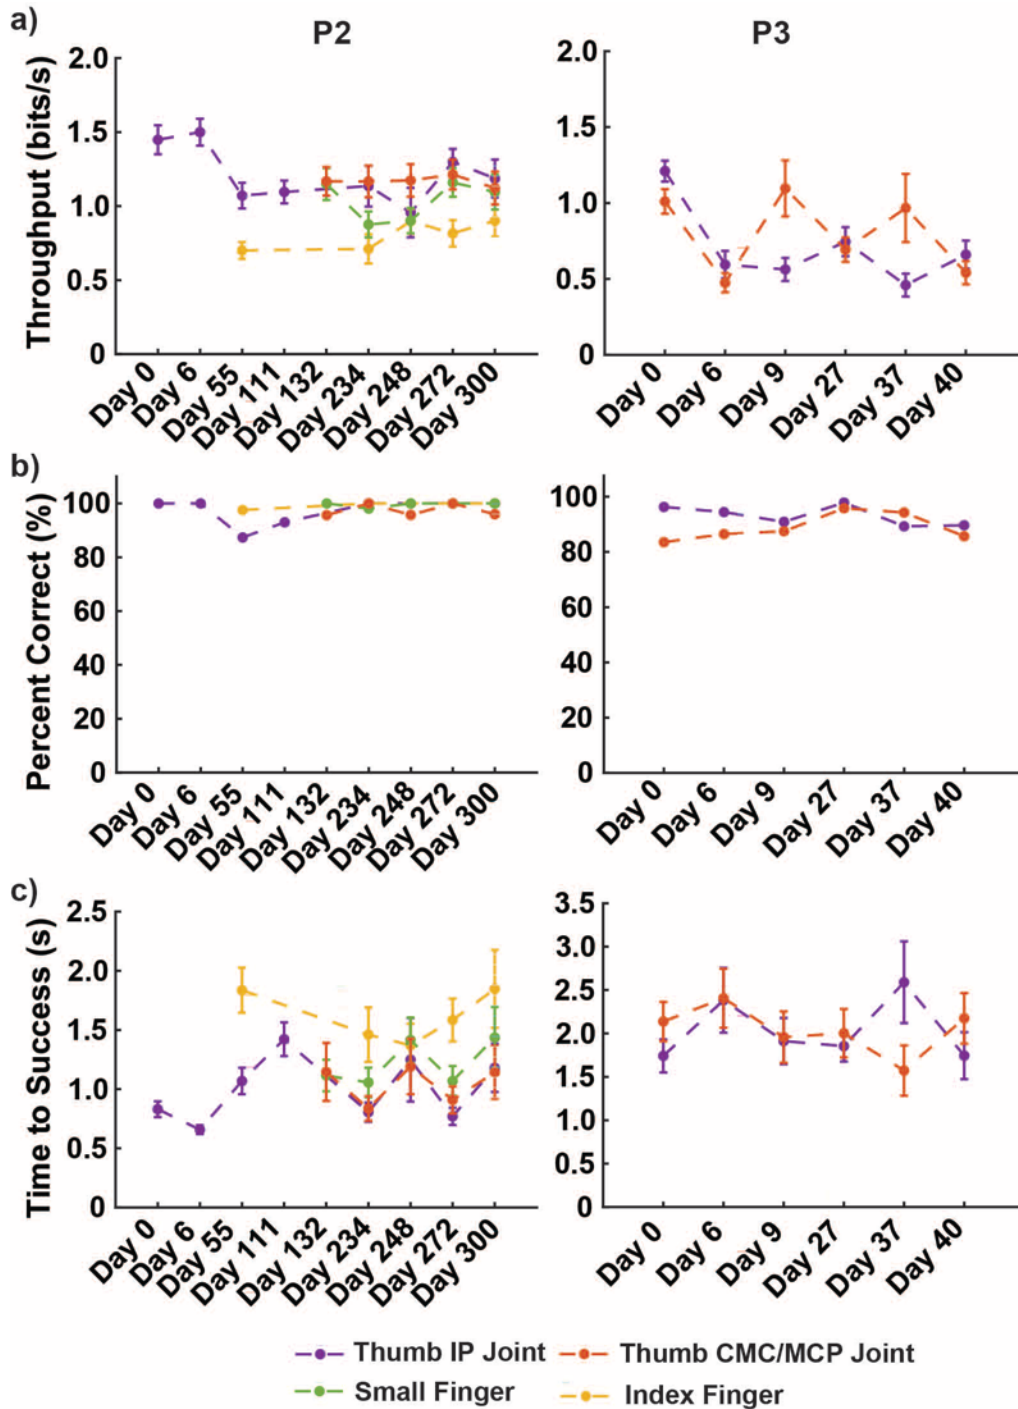 a)
P2
P3
Throughput (bits/s)
2.0
1.5
1.0
0.5
0
Day 0
Day 6
Day 55
Day 111
Day 132
Day 234
Day 248
Day 272
Day 300
2.0
1.5
1.0
0.5
0
Day 0
Day 6
Day 9
Day 27
Day 37
Day 40
b)
Percent Correct (%)
100
80
60
40
20
0
Day 0
Day 6
Day 55
Day 111
Day 132
Day 234
Day 248
Day 272
Day 300
100
80
60
40
20
0
Day 0
Day 6
Day 9
Day 27
Day 37
Day 40
c)
Time to Success (s)
2.5
2.0
1.5
1.0
0.5
0
Day 0
Day 6
Day 55
Day 111
Day 132
Day 234
Day 248
Day 272
Day 300
3.5
3.0
2.5
2.0
1.5
1.0
0.5
0
Day 0
Day 6
Day 9
Day 27
Day 37
Day 40
Thumb IP Joint
Thumb CMC/MCP Joint
Small Finger
Index Finger